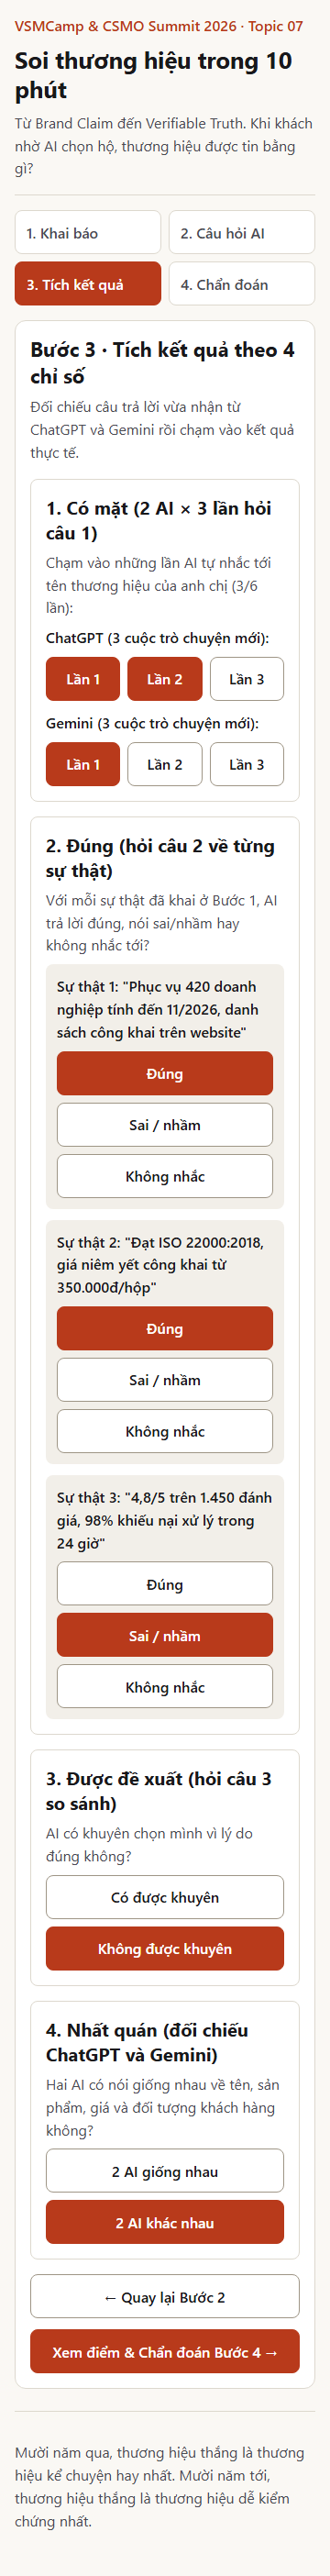 VSMCamp & CSMO Summit 2026 · Topic 07
Soi thương hiệu trong 10
phút
Từ Brand Claim đến Verifiable Truth. Khi khách
nhờ AI chọn hộ, thương hiệu được tin bằng
gì?
1. Khai báo
2. Câu hỏi AI
3. Tích kết quả
4. Chẩn đoán
Bước 3 · Tích kết quả theo 4
chỉ số
Đối chiếu câu trả lời vừa nhận từ
ChatGPT và Gemini rồi chạm vào kết quả
thực tế.
1. Có mặt (2 AI × 3 lần hỏi
câu 1)
Chạm vào những lần AI tự nhắc tới
tên thương hiệu của anh chị (3/6
lần):
ChatGPT (3 cuộc trò chuyện mới):
Lần 1
Lần 2
Lần 3
Gemini (3 cuộc trò chuyện mới):
Lần 1
Lần 2
Lần 3
2. Đúng (hỏi câu 2 về từng
sự thật)
Với mỗi sự thật đã khai ở Bước 1, AI
trả lời đúng, nói sai/nhầm hay
không nhắc tới?
Sự thật 1: "Phục vụ 420 doanh
nghiệp tính đến 11/2026, danh
sách công khai trên website"
Đúng
Sai / nhầm
Không nhắc
Sự thật 2: "Đạt ISO 22000:2018,
giá niêm yết công khai từ
350.000đ/hộp"
Đúng
Sai / nhầm
Không nhắc
Sự thật 3: "4,8/5 trên 1.450 đánh
giá, 98% khiếu nại xử lý trong
24 giờ"
Đúng
Sai / nhầm
Không nhắc
3. Được đề xuất (hỏi câu 3
so sánh)
AI có khuyên chọn mình vì lý do
đúng không?
Có được khuyên
Không được khuyên
4. Nhất quán (đối chiếu
ChatGPT và Gemini)
Hai AI có nói giống nhau về tên, sản
phẩm, giá và đối tượng khách hàng
không?
2 AI giống nhau
2 AI khác nhau
← Quay lại Bước 2
Xem điểm & Chẩn đoán Bước 4 →
Mười năm qua, thương hiệu thắng là thương
hiệu kể chuyện hay nhất. Mười năm tới,
thương hiệu thắng là thương hiệu dễ kiểm
chứng nhất.